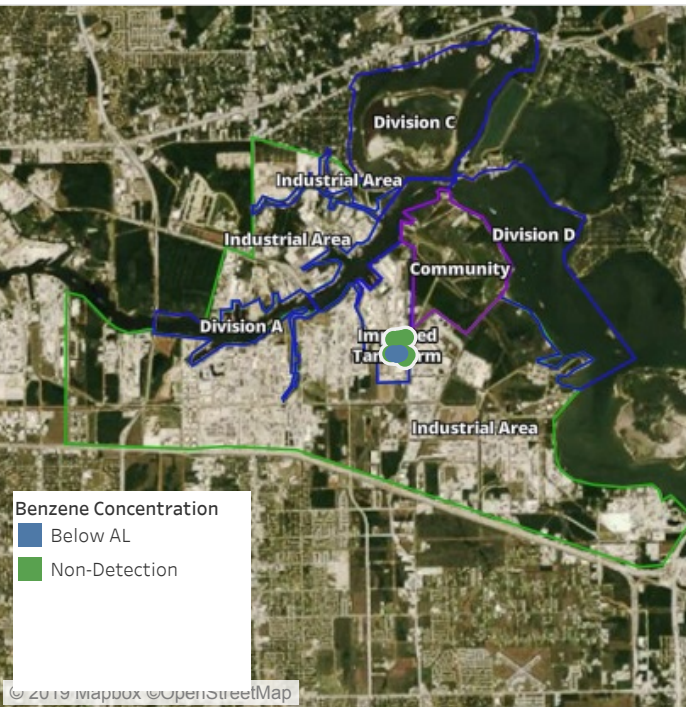 Division C
Industrial Area
Division D
Industrial Area
Community
Division A
Industrial Area
Benzene Concentration
Below AL
Non-Detection
© 2019 Mapbox ©OpenStreetMap